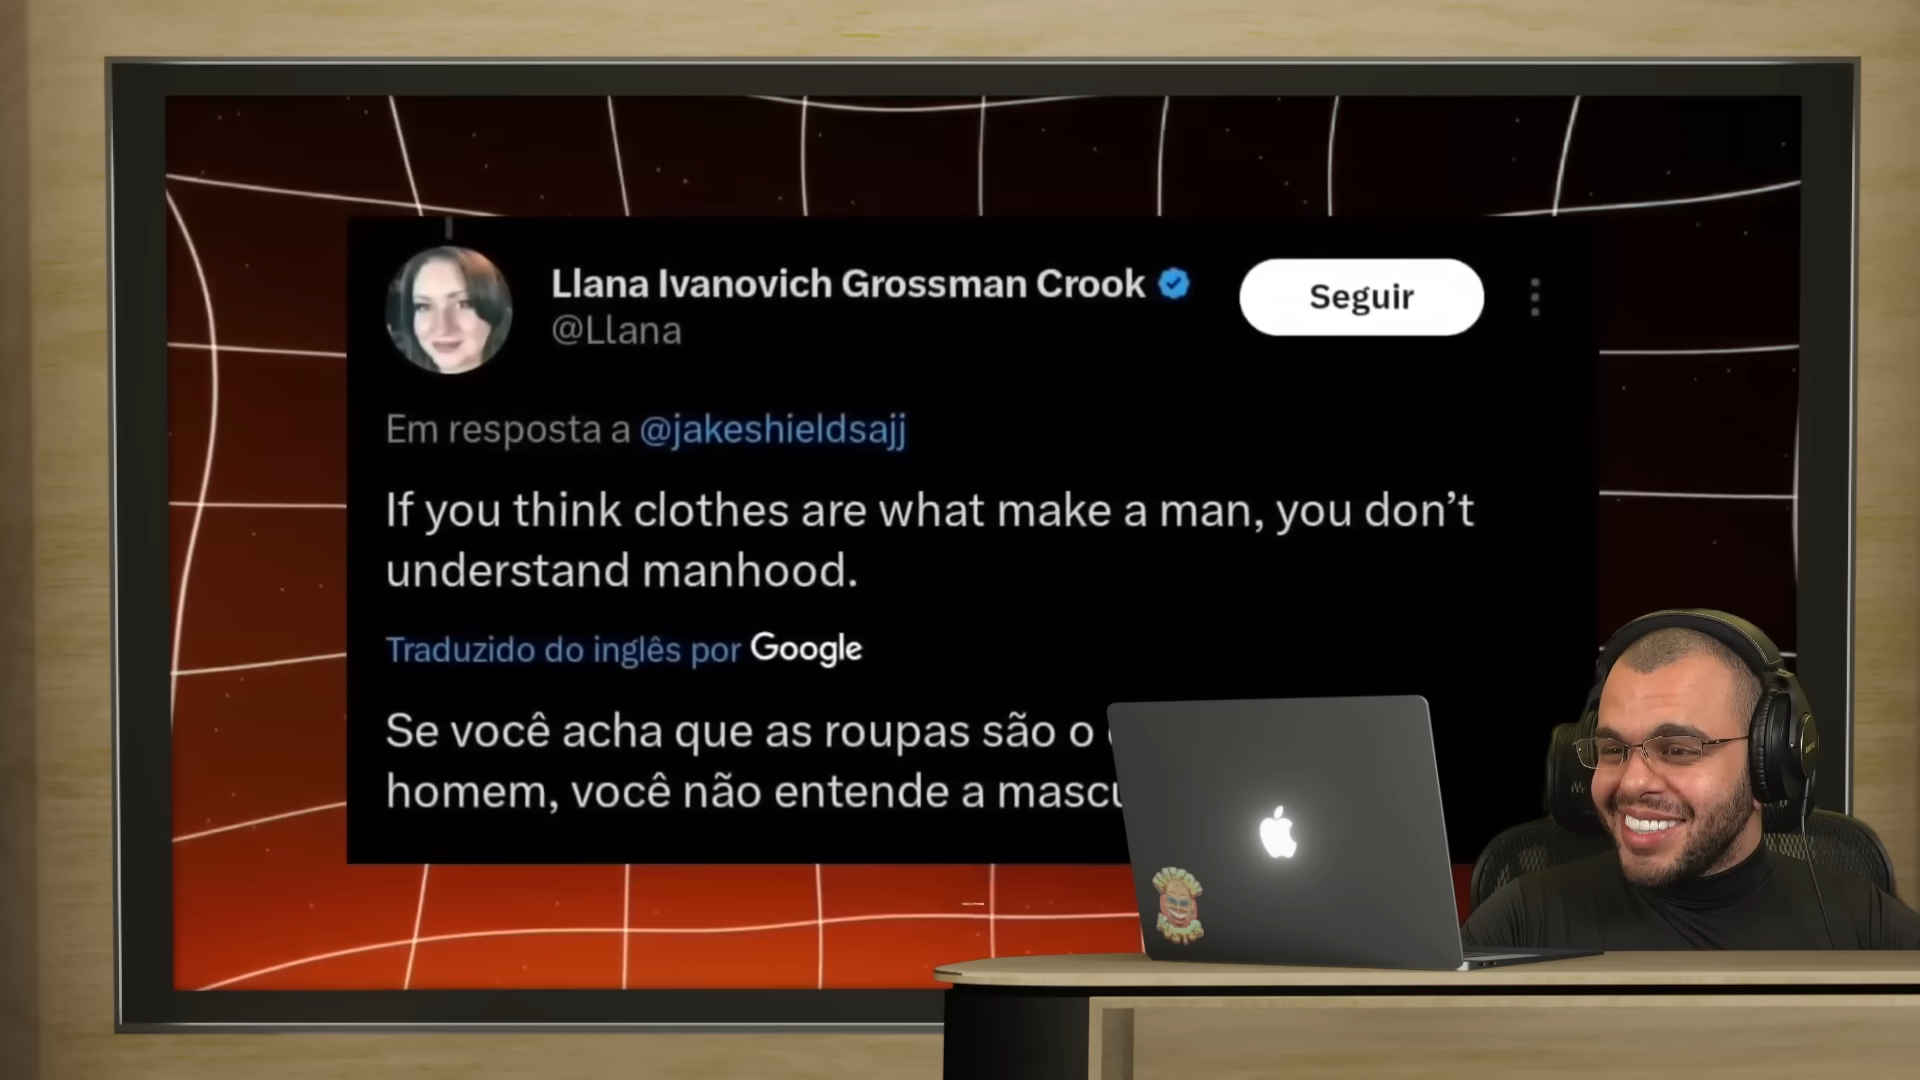 Llana Ivanovich Grossman Crook
Seguir
@Llana
Em resposta a @jakeshieldsajj
If you think clothes are what make a man, you don’t
understand manhood.
Traduzido do inglês por Google
Se você acha que as roupas são o
homem, você não entende a